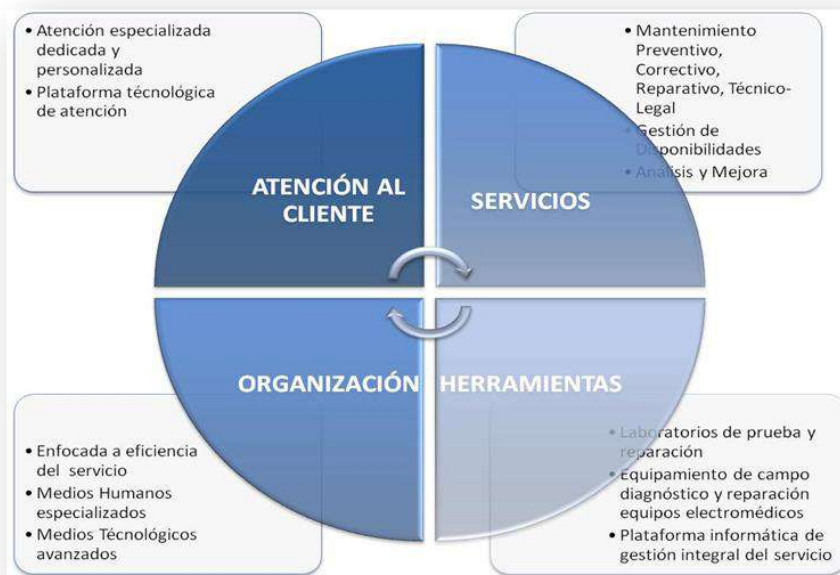 • Atención especializada
dedicada y
personalizada
• Plataforma técnológica
de atención
• Mantenimiento
Preventivo,
Correctivo,
Reparativo, Técnico-
Legal
• Gestión de
Disponibilidades
• Análisis y Mejora
ATENCIÓN AL
CLIENTE
SERVICIOS
ORGANIZACIÓN
HERRAMIENTAS
• Enfocada a eficiencia
del servicio
• Medios Humanos
especializados
• Medios Técnológicos
avanzados
• Laboratorios de prueba y
reparación
• Equipamiento de campo
diagnóstico y reparación
equipos electromédicos
• Plataforma informática de
gestión integral del servicio